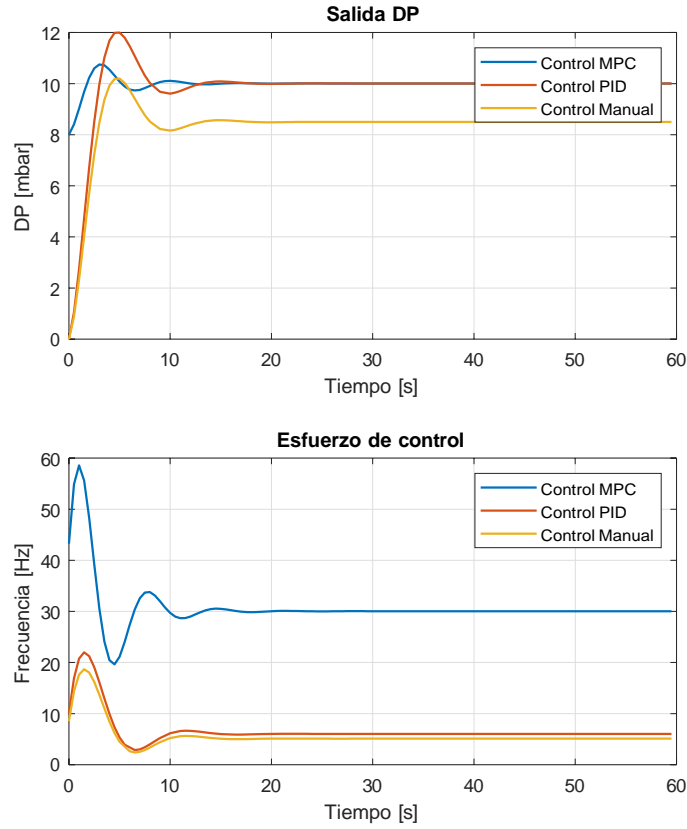 Salida DP
12
10
8
6
4
2
0
DP [mbar]
Control MPC
Control PID
Control Manual
0 10 20 30 40 50 60
Tiempo [s]
Esfuerzo de control
60
50
40
30
20
10
0
Frecuencia [Hz]
Control MPC
Control PID
Control Manual
0 10 20 30 40 50 60
Tiempo [s]